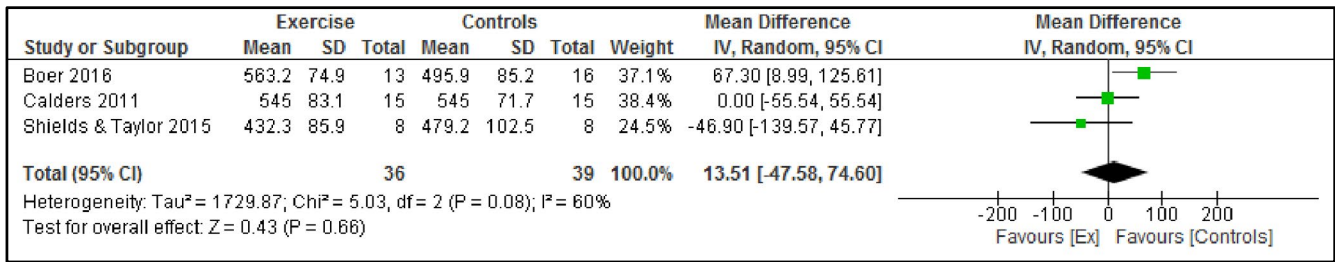 Exercise Controls Mean Difference Mean Difference
Study or Subgroup Mean SD Total Mean SD Total Weight IV, Random, 95% CI IV, Random, 95% CI
Boer 2016 563.2 74.9 13 495.9 85.2 16 37.1% 67.30 [8.99, 125.61]
Calders 2011 545 83.1 15 545 71.7 15 38.4% 0.00 [-55.54, 55.54]
Shields & Taylor 2015 432.3 85.9 8 479.2 102.5 8 24.5% -46.90 [-139.57, 45.77]
Total (95% CI) 36 39 100.0% 13.51 [-47.58, 74.60]
Heterogeneity: Tau² = 1729.87; Chi² = 5.03, df = 2 (P = 0.08); I² = 60%
Test for overall effect: Z = 0.43 (P = 0.66)
-200 -100 0 100 200
Favours [Ex] Favours [Controls]